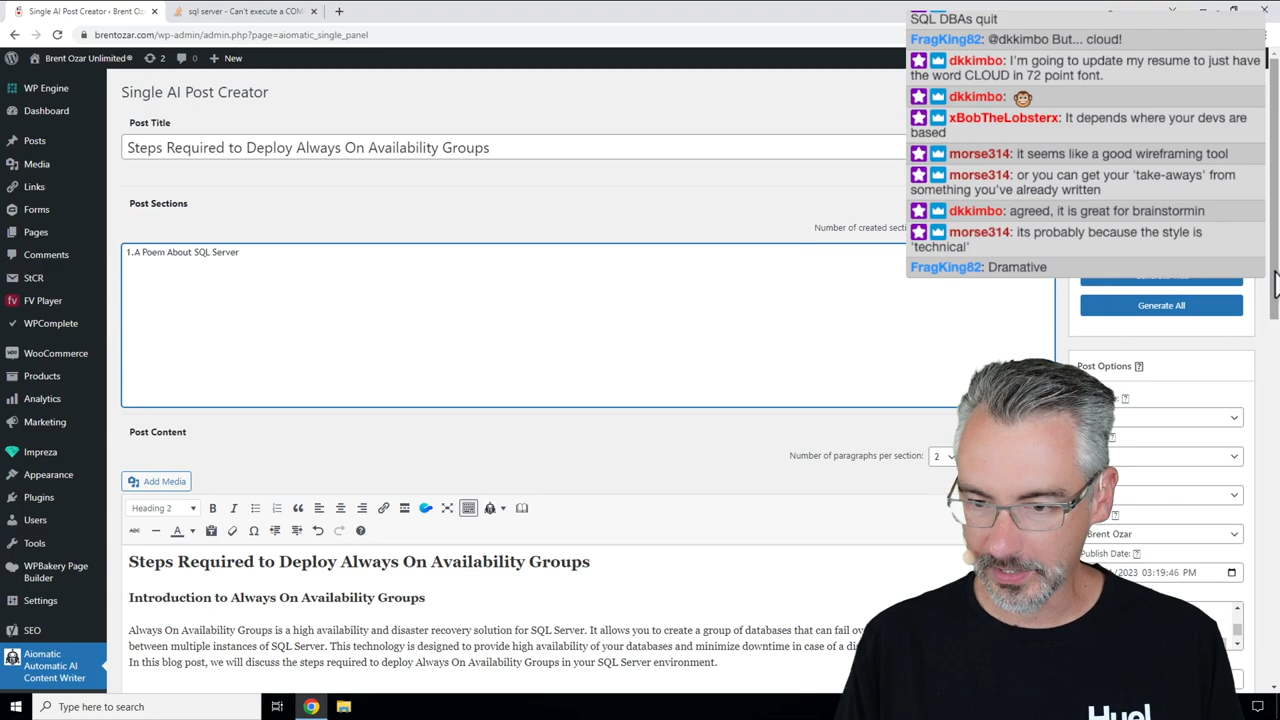 Single AI Post Creator ‹ Brent Oz
sql server - Can't execute a COM
brentozar.com/wp-admin/admin.php?page=aiomatic_single_panel
Brent Ozar Unlimited®
2
3
New
WP Engine
Dashboard
Posts
Media
Links
Forms
Pages
Comments
StCR
FV Player
WPComplete
WooCommerce
Products
Analytics
Marketing
Impreza
Appearance
Plugins
Users
Tools
WPBakery Page
Builder
Settings
SEO
Aiomatic
Automatic AI
Content Writer
Single AI Post Creator
Post Title
Steps Required to Deploy Always On Availability Groups
Post Sections
Number of created secti
1.A Poem About SQL Server
Post Content
Number of paragraphs per section:
2
Add Media
Heading 2
Steps Required to Deploy Always On Availability Groups
Introduction to Always On Availability Groups
Always On Availability Groups is a high availability and disaster recovery solution for SQL Server. It allows you to create a group of databases that can fail ov
between multiple instances of SQL Server. This technology is designed to provide high availability of your databases and minimize downtime in case of a di
In this blog post, we will discuss the steps required to deploy Always On Availability Groups in your SQL Server environment.
SQL DBAs quit
FragKing82: @dkkimbo But... cloud!
dkkimbo: I'm going to update my resume to just have
the word CLOUD in 72 point font.
dkkimbo:
xBobTheLobsterx: It depends where your devs are
based
morse314: it seems like a good wireframing tool
morse314: or you can get your 'take-aways' from
something you've already written
dkkimbo: agreed, it is great for brainstormin
morse314: its probably because the style is
'technical'
FragKing82: Dramative
Generate All
Post Options
Brent Ozar
Publish Date:
/2023 03:19:46 PM
Huel
Type here to search